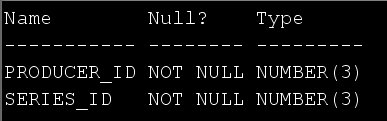 Name        Null?    Type
----------- -------- ---------
PRODUCER_ID NOT NULL NUMBER(3)
SERIES_ID   NOT NULL NUMBER(3)